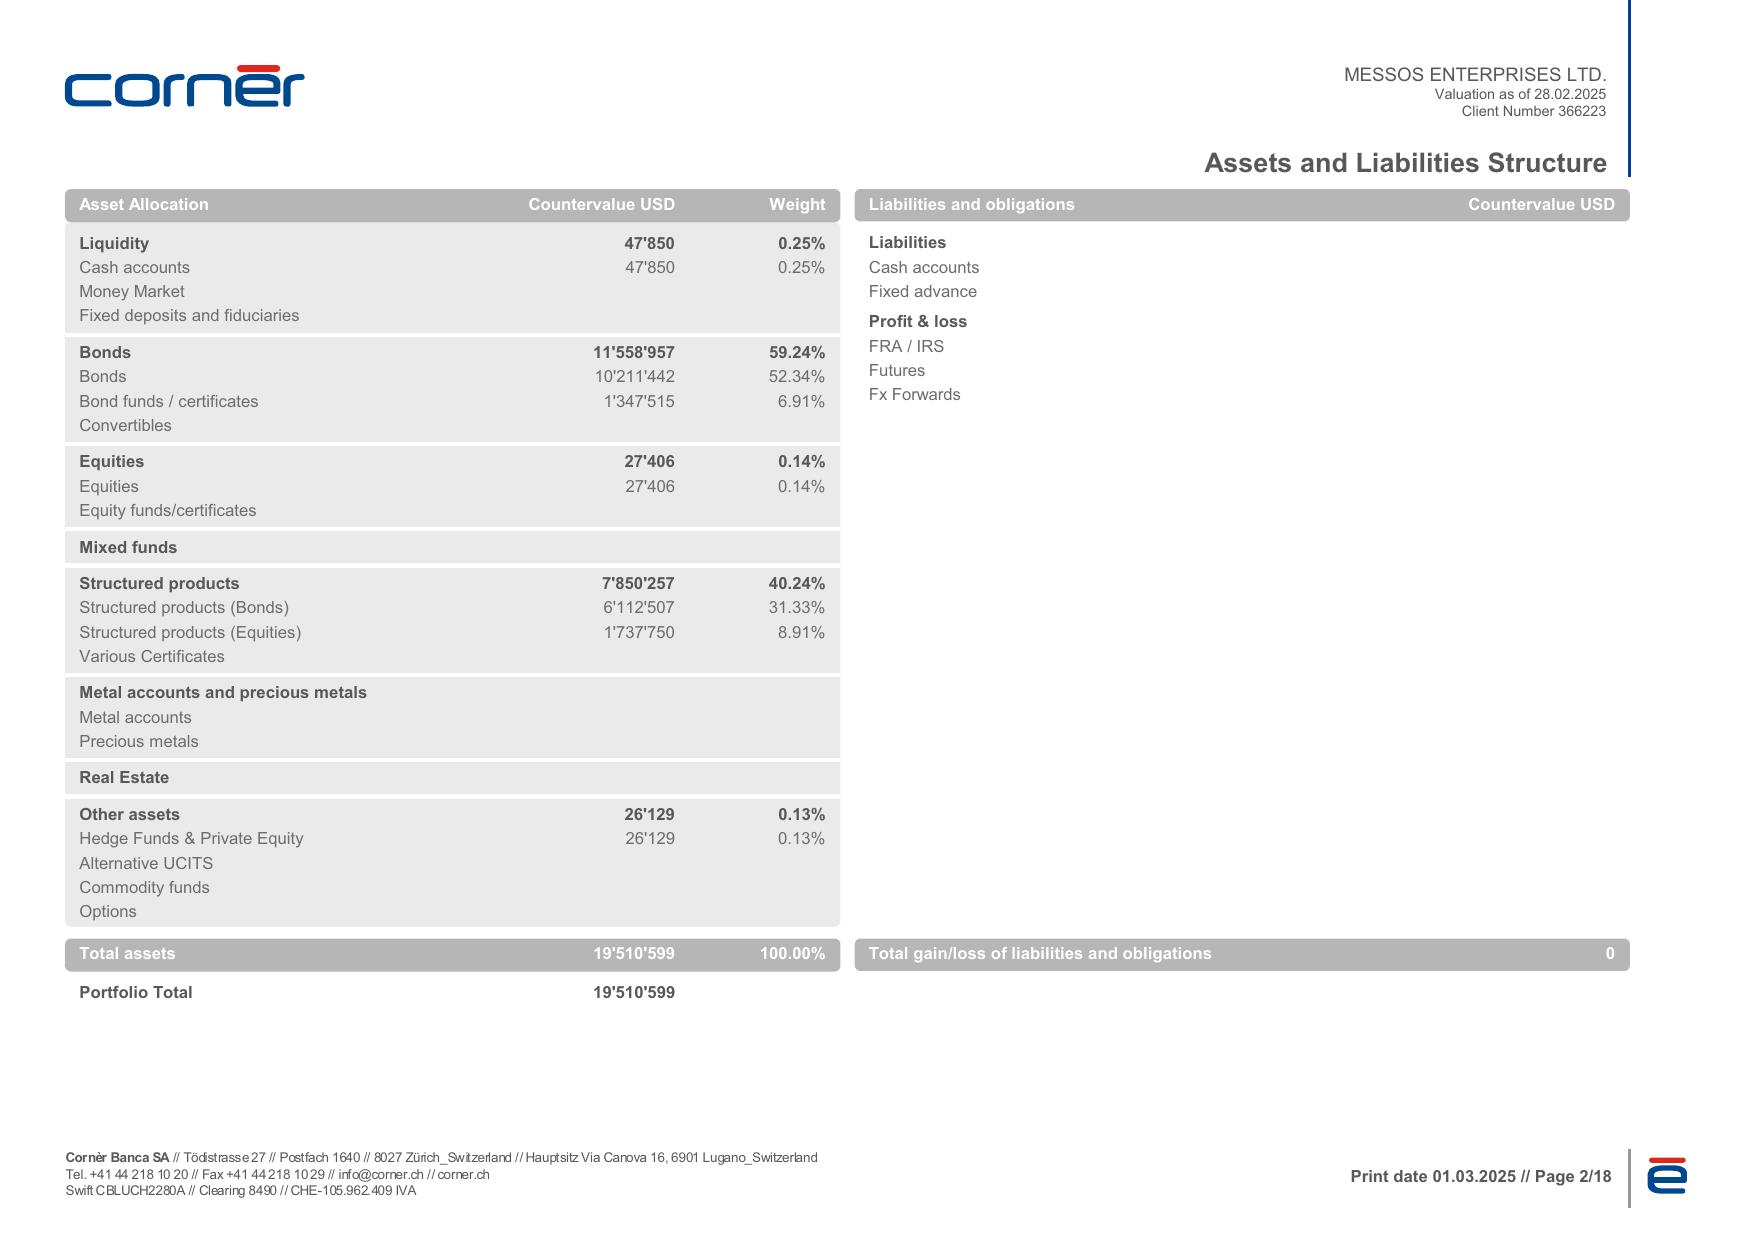 cornèr
MESSOS ENTERPRISES LTD.
Valuation as of 28.02.2025
Client Number 366223
Assets and Liabilities Structure
Asset Allocation Countervalue USD Weight
Liquidity 47'850 0.25%
Cash accounts 47'850 0.25%
Money Market
Fixed deposits and fiduciaries
Bonds 11'558'957 59.24%
Bonds 10'211'442 52.34%
Bond funds / certificates 1'347'515 6.91%
Convertibles
Equities 27'406 0.14%
Equities 27'406 0.14%
Equity funds/certificates
Mixed funds
Structured products 7'850'257 40.24%
Structured products (Bonds) 6'112'507 31.33%
Structured products (Equities) 1'737'750 8.91%
Various Certificates
Metal accounts and precious metals
Metal accounts
Precious metals
Real Estate
Other assets 26'129 0.13%
Hedge Funds & Private Equity 26'129 0.13%
Alternative UCITS
Commodity funds
Options
Total assets 19'510'599 100.00%
Portfolio Total 19'510'599
Liabilities and obligations Countervalue USD
Liabilities
Cash accounts
Fixed advance
Profit & loss
FRA / IRS
Futures
Fx Forwards
Total gain/loss of liabilities and obligations 0
Cornèr Banca SA // Tödistrasse 27 // Postfach 1640 // 8027 Zürich_Switzerland // Hauptsitz Via Canova 16, 6901 Lugano_Switzerland
Tel. +41 44 218 10 20 // Fax +41 44 218 10 29 // info@corner.ch // corner.ch
Swift CBLUCH2280A // Clearing 8490 // CHE-105.962.409 IVA
Print date 01.03.2025 // Page 2/18